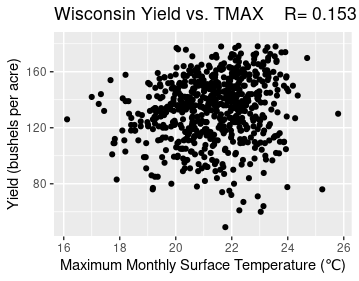 Wisconsin Yield vs. TMAX R= 0.153
160
120
80
Yield (bushels per acre)
16 18 20 22 24 26
Maximum Monthly Surface Temperature (℃)